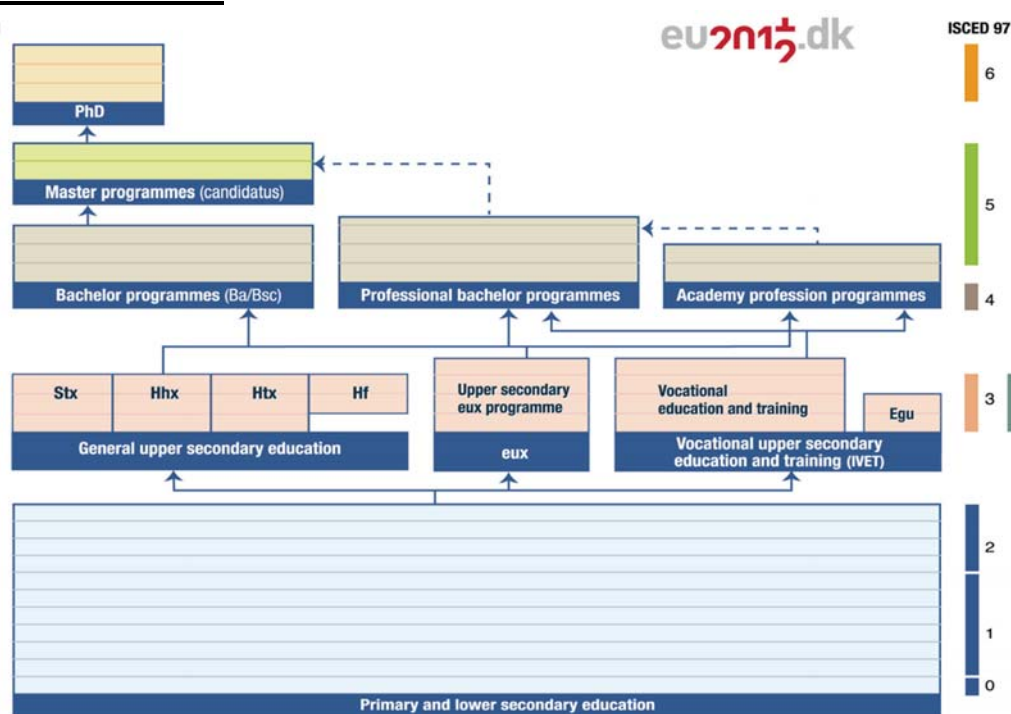 eu2012.dk
ISCED 97
6
PhD
Master programmes (candidatus)
5
Bachelor programmes (Ba/Bsc)
Professional bachelor programmes
Academy profession programmes
4
Stx
Hhx
Htx
Hf
Upper secondary
eux programme
Vocational
education and training
Egu
3
General upper secondary education
eux
Vocational upper secondary
education and training (IVET)
2
1
0
Primary and lower secondary education